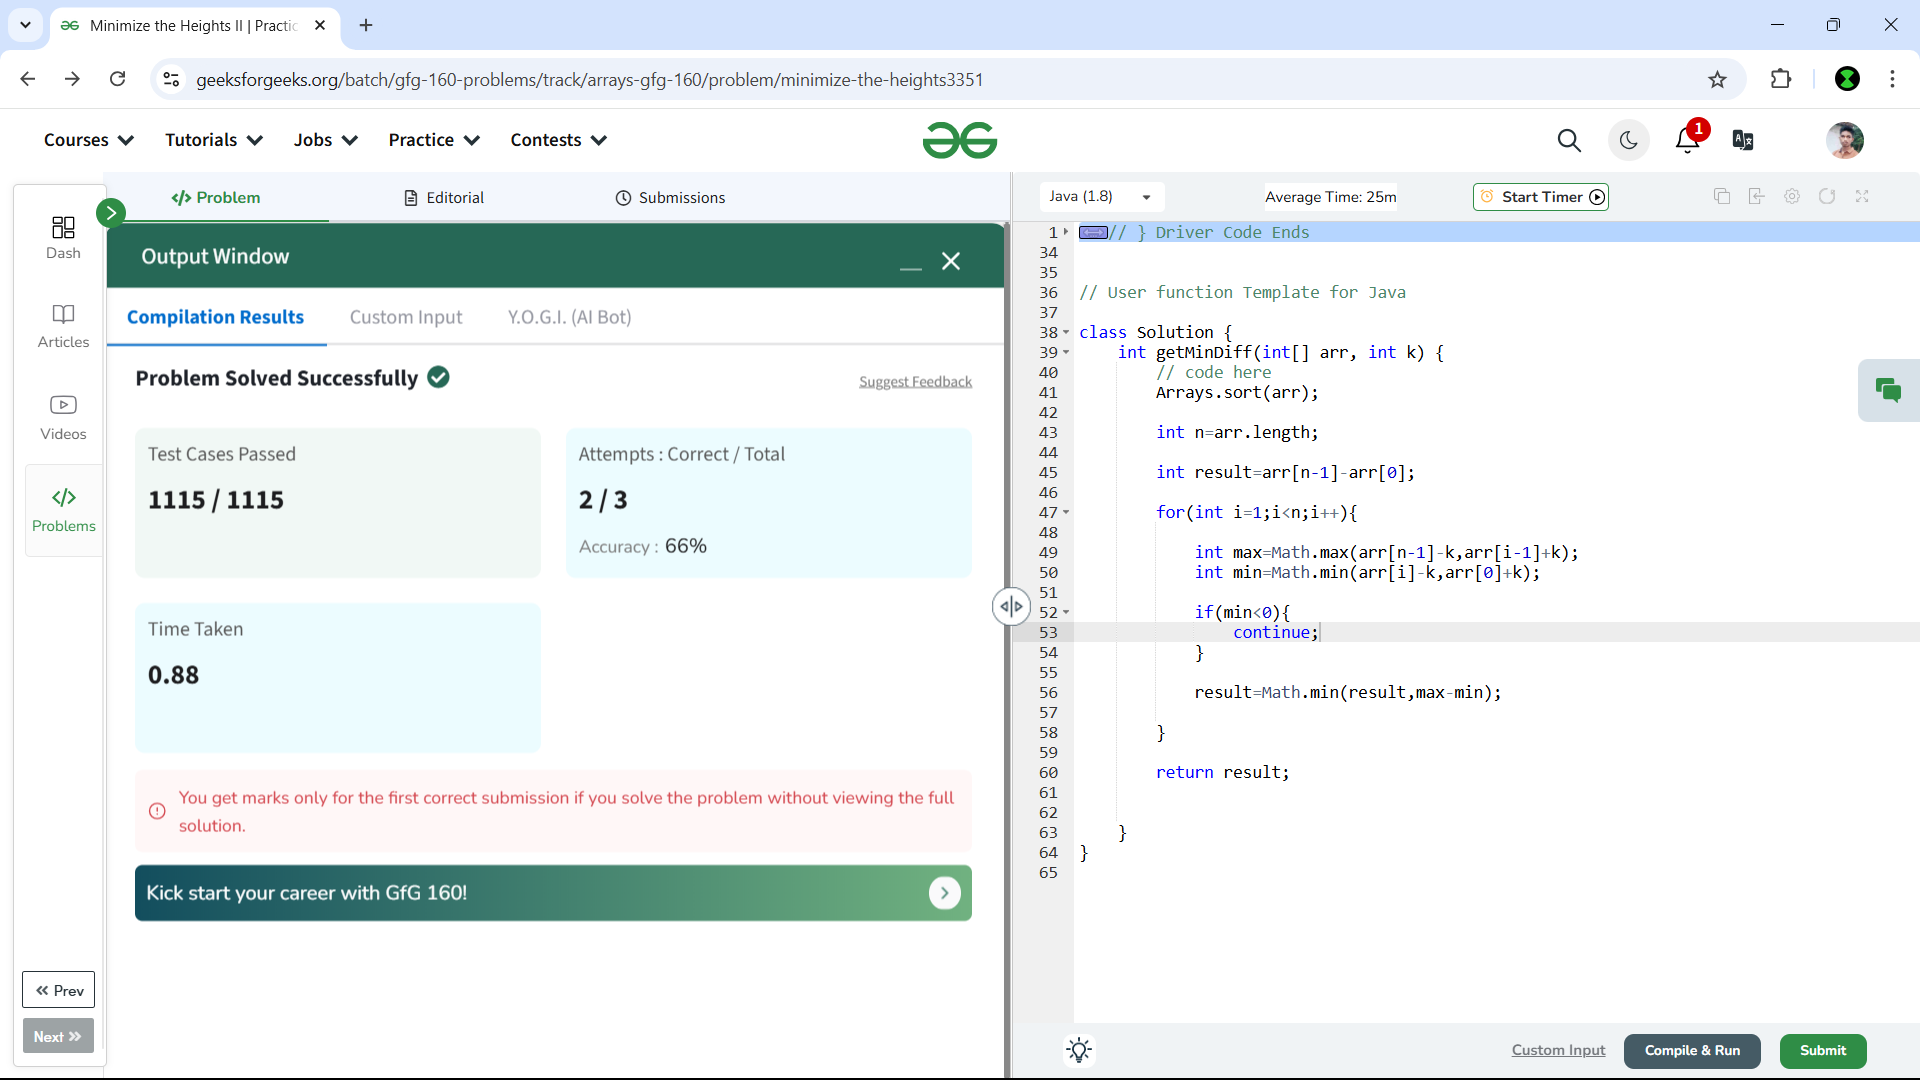 Minimize the Heights II | Practic
geeksforgeeks.org/batch/gfg-160-problems/track/arrays-gfg-160/problem/minimize-the-heights3351
Courses Tutorials Jobs Practice Contests
1
Dash
Articles
Videos
</>
Problems
Prev
Next
</> Problem Editorial Submissions
Output Window
Compilation Results Custom Input Y.O.G.I. (AI Bot)
Problem Solved Successfully
Suggest Feedback
Test Cases Passed
1115 / 1115
Attempts : Correct / Total
2 / 3
Accuracy : 66%
Time Taken
0.88
You get marks only for the first correct submission if you solve the problem without viewing the full
solution.
Kick start your career with GfG 160!
Java (1.8) Average Time: 25m Start Timer
1 // } Driver Code Ends
34
35
36 // User function Template for Java
37
38 class Solution {
39     int getMinDiff(int[] arr, int k) {
40         // code here
41         Arrays.sort(arr);
42
43         int n=arr.length;
44
45         int result=arr[n-1]-arr[0];
46
47         for(int i=1;i<n;i++){
48
49             int max=Math.max(arr[n-1]-k,arr[i-1]+k);
50             int min=Math.min(arr[i]-k,arr[0]+k);
51
52             if(min<0){
53                 continue;
54             }
55
56             result=Math.min(result,max-min);
57
58         }
59
60         return result;
61
62
63     }
64 }
65
Custom Input Compile & Run Submit